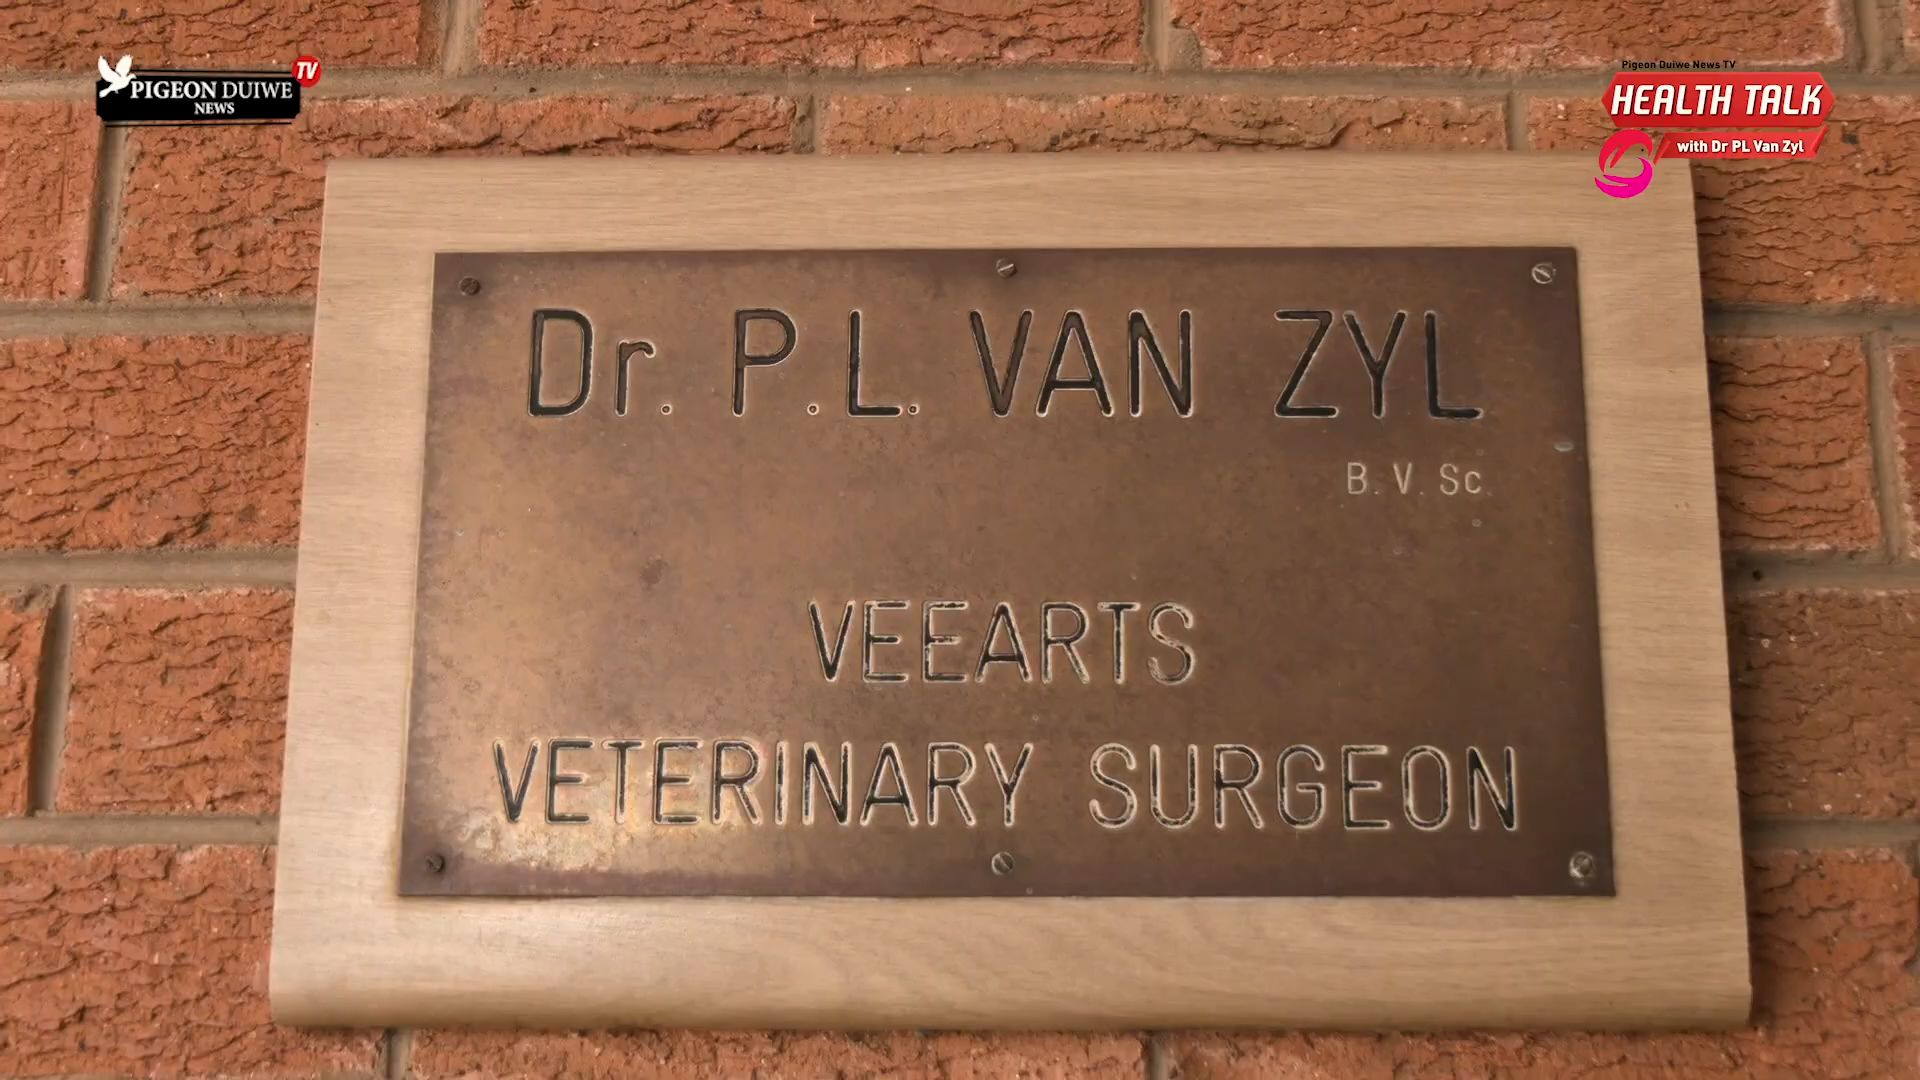 PIGEON DUIWE
NEWS
TV
Pigeon Duiwe News TV
HEALTH TALK
with Dr PL Van Zyl
Dr. P.L. VAN ZYL
B. V. Sc.
VEEARTS
VETERINARY SURGEON